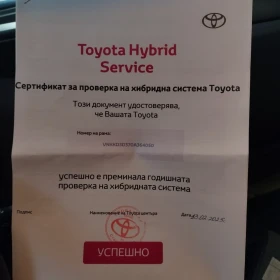 TOYOTA
Toyota Hybrid
Service
Сертификат за проверка на хибридна система Toyota
Този документ удостоверява,
че Вашата Toyota
Номер на рама:
успешно е преминала годишната
проверка на хибридната система
Наименование на Тойота център:
УСПЕШНО